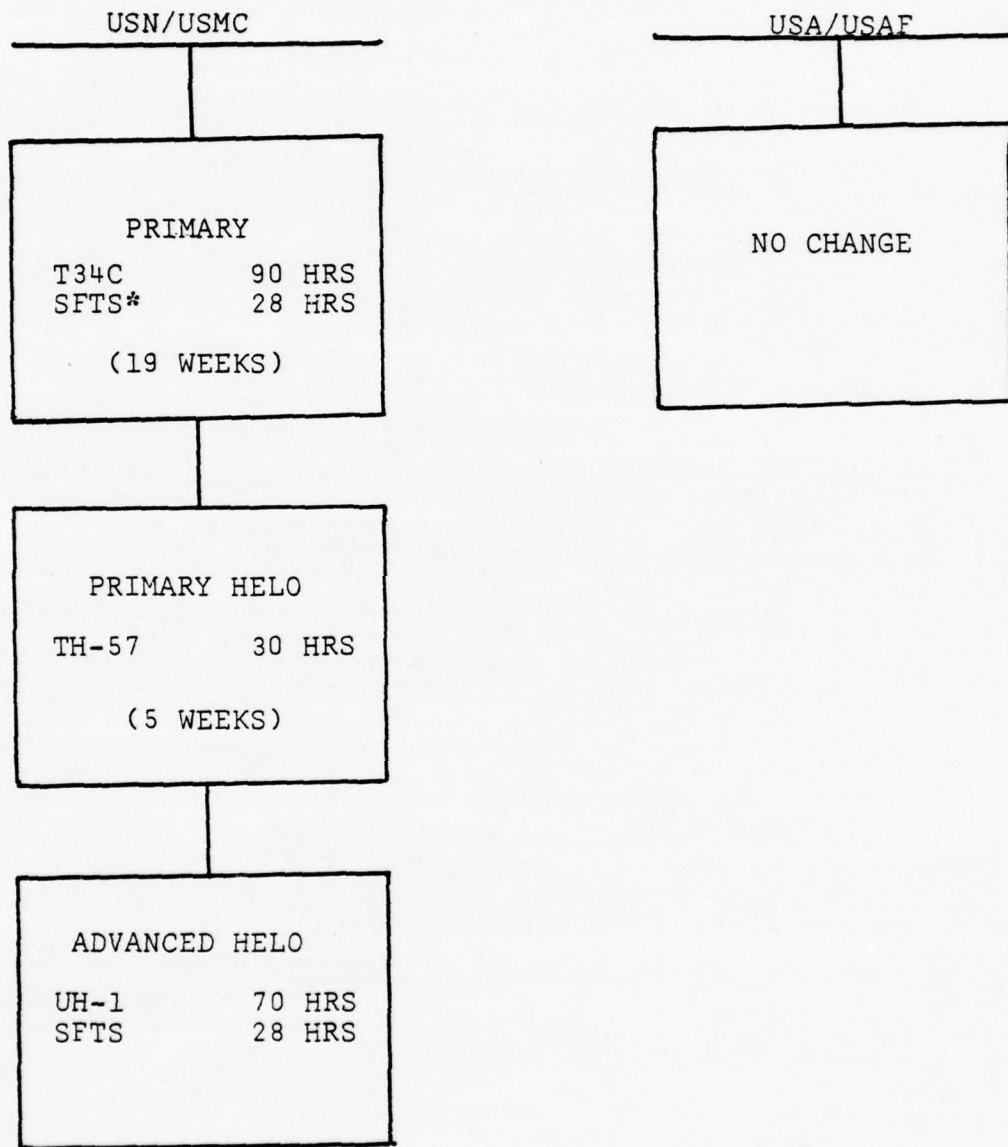 USN/USMC
PRIMARY
T34C 90 HRS
SFTS* 28 HRS
(19 WEEKS)
PRIMARY HELO
TH-57 30 HRS
(5 WEEKS)
ADVANCED HELO
UH-1 70 HRS
SFTS 28 HRS
USA/USAF
NO CHANGE